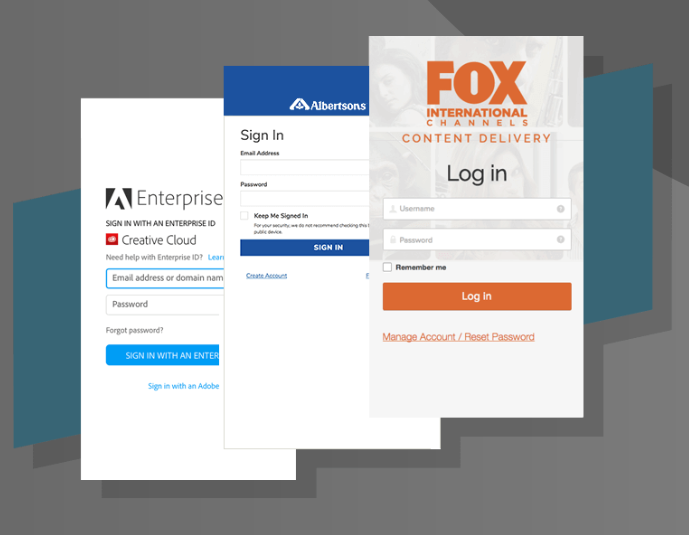 Enterprise
SIGN IN WITH AN ENTERPRISE ID
Creative Cloud
Need help with Enterprise ID? Lear
Email address or domain nam
Password
Forgot password?
SIGN IN WITH AN ENTER
Sign in with an Adobe
Albertsons
Sign In
Email Address
Password
Keep Me Signed In
For your security, we do not recommend checking this
public device.
SIGN IN
Create Account
FOX
INTERNATIONAL
CHANNELS
CONTENT DELIVERY
Log in
Username
?
Password
?
Remember me
Log In
Manage Account / Reset Password